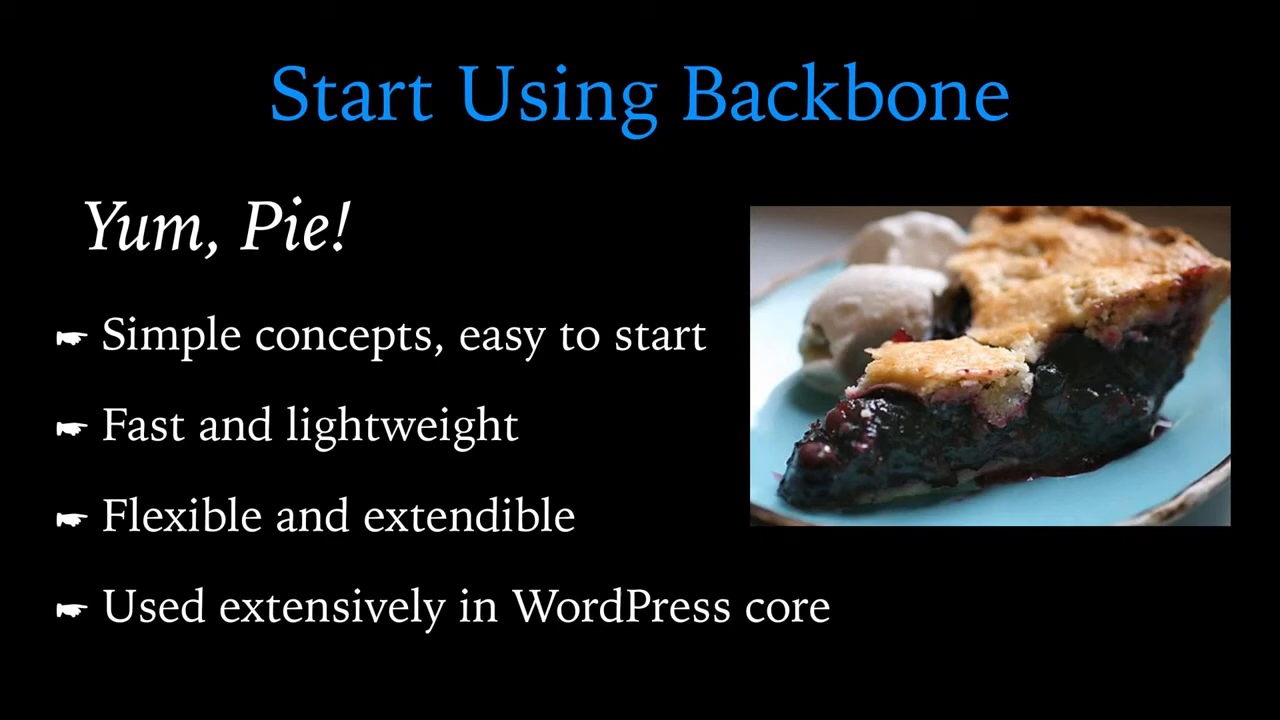 Start Using Backbone
Yum, Pie!
☛ Simple concepts, easy to start
☛ Fast and lightweight
☛ Flexible and extendible
☛ Used extensively in WordPress core